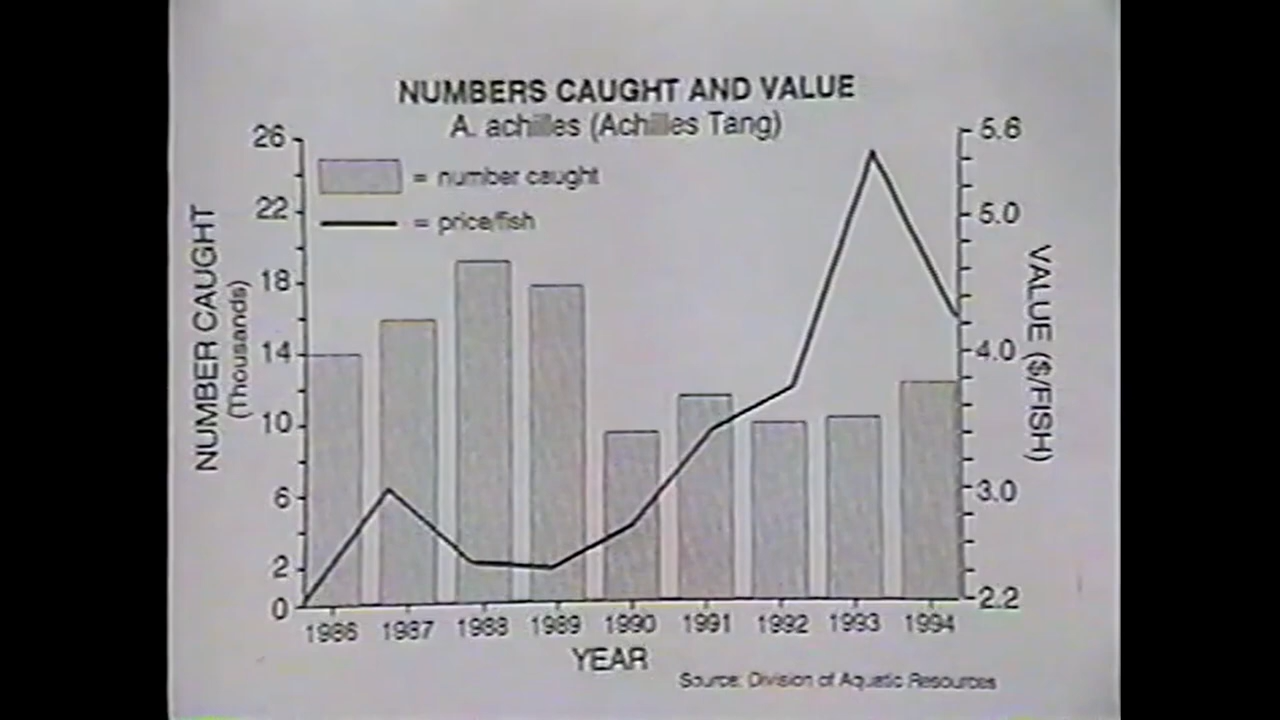 NUMBERS CAUGHT AND VALUE
A. achilles (Achilles Tang)
= number caught
= price/fish
NUMBER CAUGHT
(Thousands)
26
22
18
14
10
6
2
0
5.6
5.0
4.0
3.0
2.2
VALUE ($/FISH)
1986
1987
1988
1989
1990
1991
1992
1993
1994
YEAR
Source: Division of Aquatic Resources